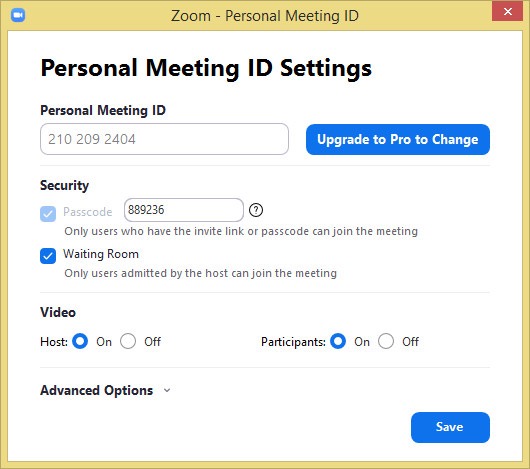 Zoom - Personal Meeting ID
Personal Meeting ID Settings
Personal Meeting ID
210 209 2404
Upgrade to Pro to Change
Security
Passcode 889236 ?
Only users who have the invite link or passcode can join the meeting
Waiting Room
Only users admitted by the host can join the meeting
Video
Host: On Off Participants: On Off
Advanced Options
Save